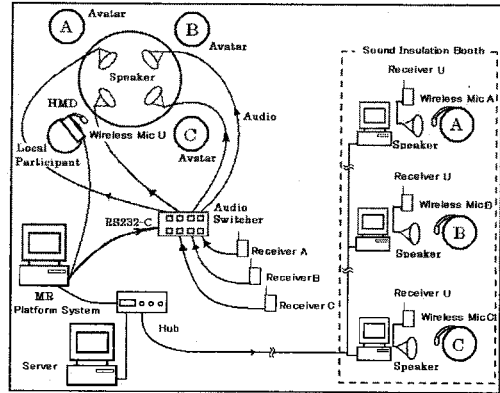 A
Avatar
B
Avatar
Speaker
HMD
Wireless Mic U
Local
Participant
C
Avatar
Audio
RS232-C
Audio
Switcher
Receiver A
Receiver B
Receiver C
MR
Platform System
Hub
Server
Sound Insulation Booth
Receiver U
Wireless Mic A
A
Speaker
Receiver U
Wireless Mic B
B
Speaker
Receiver U
Wireless Mic C
C
Speaker